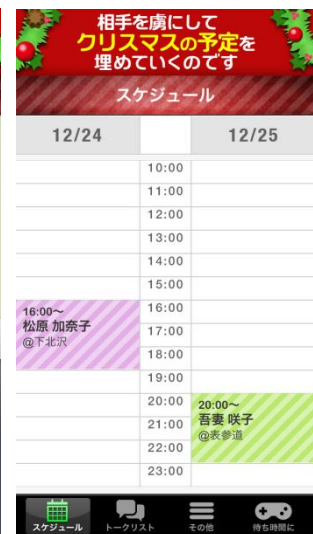 相手を虜にして
クリスマスの予定を
埋めていくのです
スケジュール
12/24
12/25
10:00
11:00
12:00
13:00
14:00
15:00
16:00
17:00
18:00
19:00
20:00
21:00
22:00
23:00
16:00～
松原 加奈子
@下北沢
20:00～
吾妻 咲子
@表参道
スケジュール
トークリスト
その他
待ち時間に